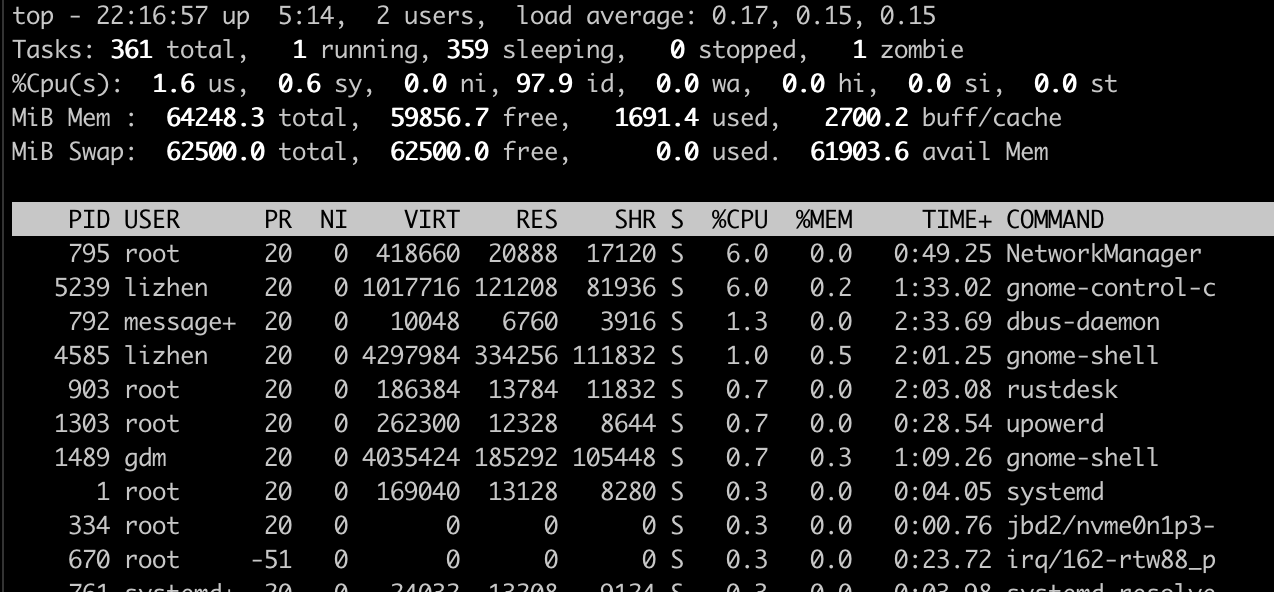 top - 22:16:57 up  5:14,  2 users,  load average: 0.17, 0.15, 0.15
Tasks: 361 total,   1 running, 359 sleeping,   0 stopped,   1 zombie
%Cpu(s):  1.6 us,  0.6 sy,  0.0 ni, 97.9 id,  0.0 wa,  0.0 hi,  0.0 si,  0.0 st
MiB Mem :  64248.3 total,  59856.7 free,   1691.4 used,   2700.2 buff/cache
MiB Swap:  62500.0 total,  62500.0 free,      0.0 used.  61903.6 avail Mem
    PID USER      PR  NI    VIRT    RES    SHR S  %CPU  %MEM     TIME+ COMMAND
    795 root      20   0  418660  20888  17120 S   6.0   0.0   0:49.25 NetworkManager
   5239 lizhen    20   0 1017716 121208  81936 S   6.0   0.2   1:33.02 gnome-control-c
    792 message+  20   0   10048   6760   3916 S   1.3   0.0   2:33.69 dbus-daemon
   4585 lizhen    20   0 4297984 334256 111832 S   1.0   0.5   2:01.25 gnome-shell
    903 root      20   0  186384  13784  11832 S   0.7   0.0   2:03.08 rustdesk
   1303 root      20   0  262300  12328   8644 S   0.7   0.0   0:28.54 upowerd
   1489 gdm       20   0 4035424 185292 105448 S   0.7   0.3   1:09.26 gnome-shell
      1 root      20   0  169040  13128   8280 S   0.3   0.0   0:04.05 systemd
    334 root      20   0       0      0      0 S   0.3   0.0   0:00.76 jbd2/nvme0n1p3-
    670 root     -51   0       0      0      0 S   0.3   0.0   0:23.72 irq/162-rtw88_p